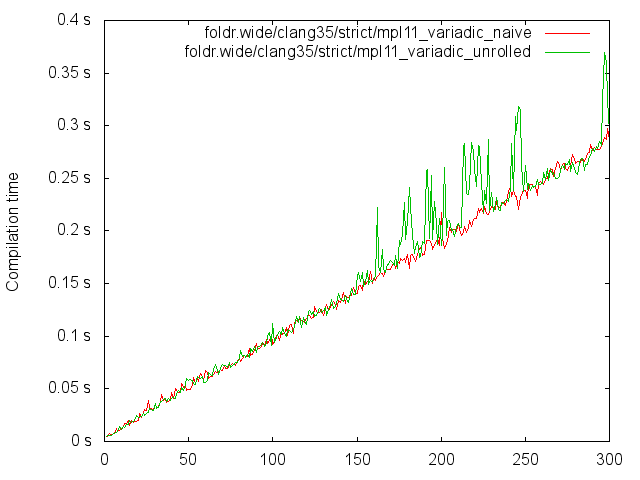 foldr.wide/clang35/strict/mpl11_variadic_naive
foldr.wide/clang35/strict/mpl11_variadic_unrolled
0.4 s
0.35 s
0.3 s
0.25 s
0.2 s
0.15 s
0.1 s
0.05 s
0 s
Compilation time
0
50
100
150
200
250
300